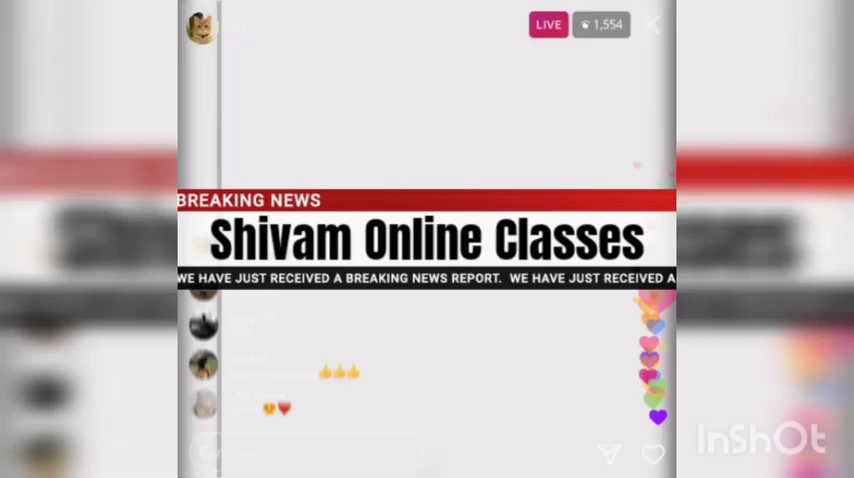 LIVE
1,554
BREAKING NEWS
Shivam Online Classes
WE HAVE JUST RECEIVED A BREAKING NEWS REPORT. WE HAVE JUST RECEIVED A
InShOt